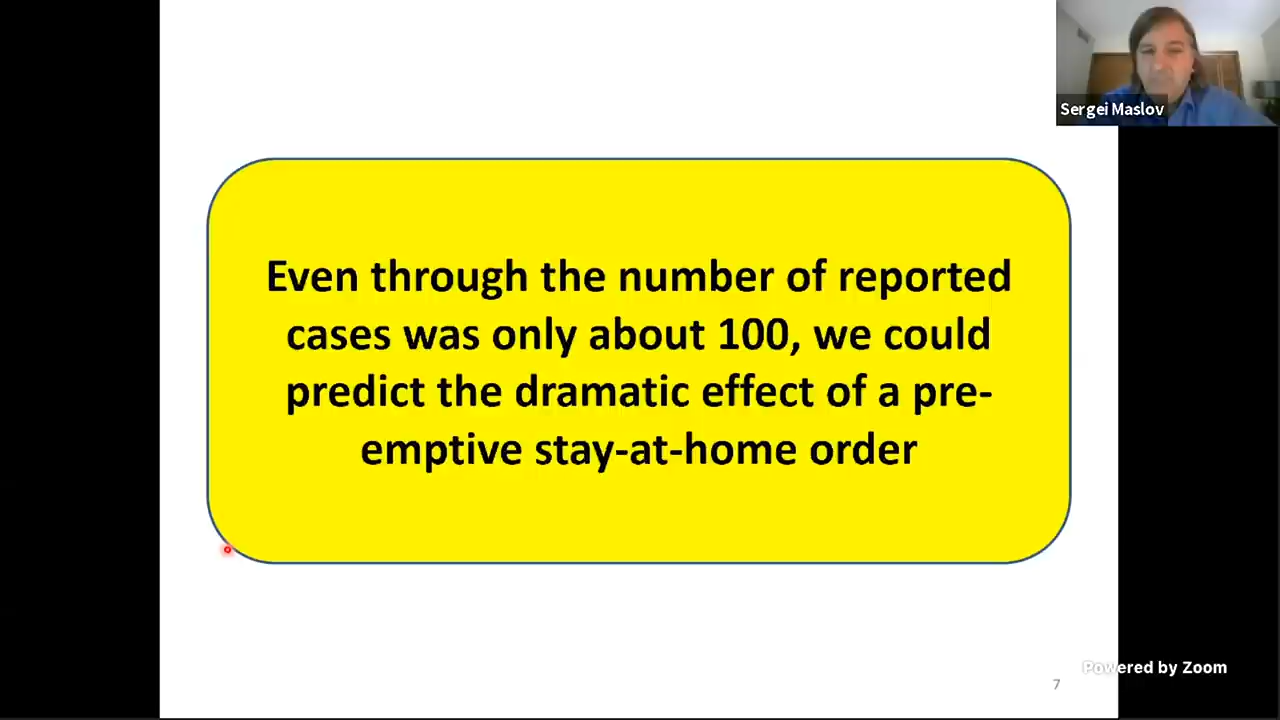 Sergei Maslov
Even through the number of reported
cases was only about 100, we could
predict the dramatic effect of a pre-
emptive stay-at-home order
Powered by Zoom
7